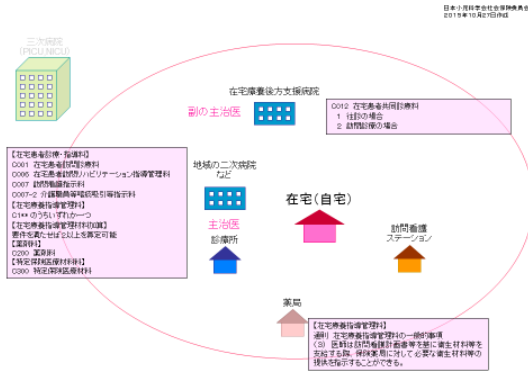 日本小児科学会社会保険委員会
2015年10月27日作成
三次病院
(PICU,NICU)
在宅療養後方支援病院
副の主治医
C012 在宅患者共同診療料
1 往診の場合
2 訪問診療の場合
【在宅患者診療・指導料】
C001 在宅患者訪問診療料
C006 在宅患者訪問リハビリテーション指導管理料
C007 訪問看護指示料
C007-2 介護職員等喀痰吸引等指示料
【在宅療養指導管理料】
C1** のうちいずれか一つ
【在宅療養指導管理材料加算】
要件を満たせば2以上を算定可能
【薬剤料】
C200 薬剤料
【特定保険医療材料料】
C300 特定保険医療材料
地域の二次病院
など
主治医
診療所
在宅(自宅)
訪問看護
ステーション
薬局
【在宅療養指導管理料】
通則 在宅療養指導管理料の一般的事項
(3) 医師は訪問看護計画書等を基に衛生材料等を
支給する際、保険薬局に対して必要な衛生材料等の
提供を指示することができる。